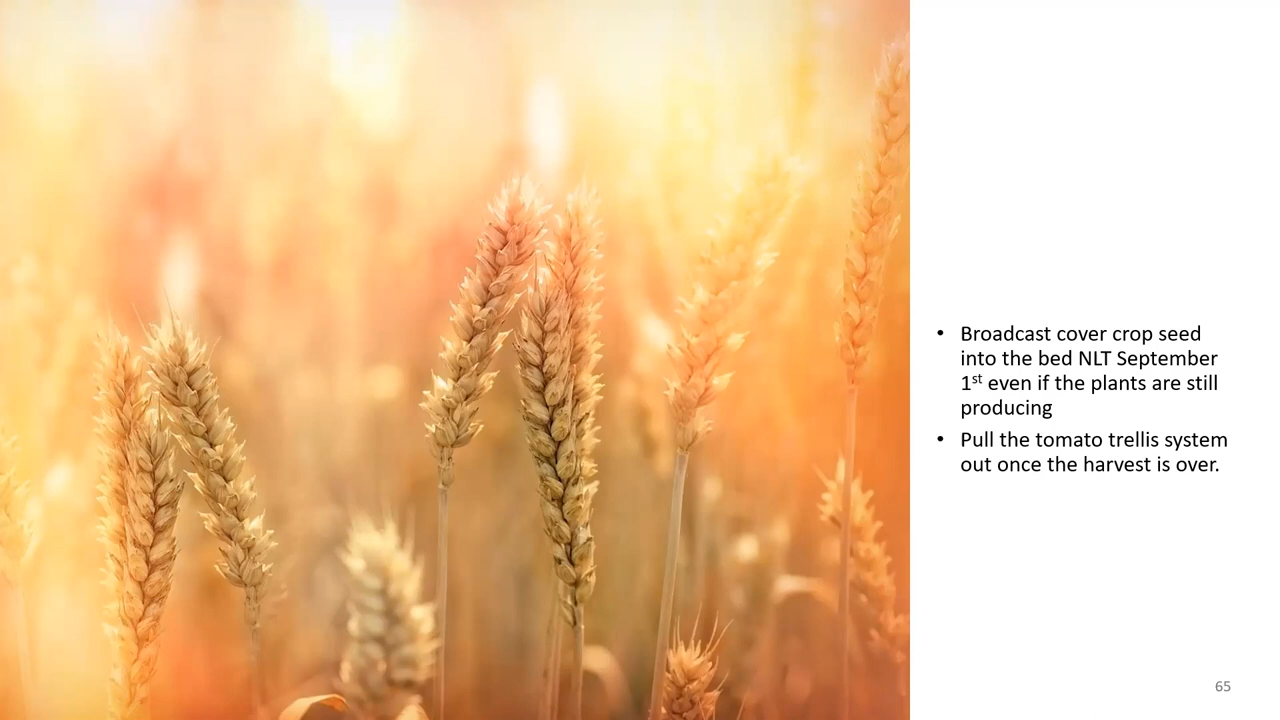 • Broadcast cover crop seed
into the bed NLT September
1st even if the plants are still
producing
• Pull the tomato trellis system
out once the harvest is over.
65